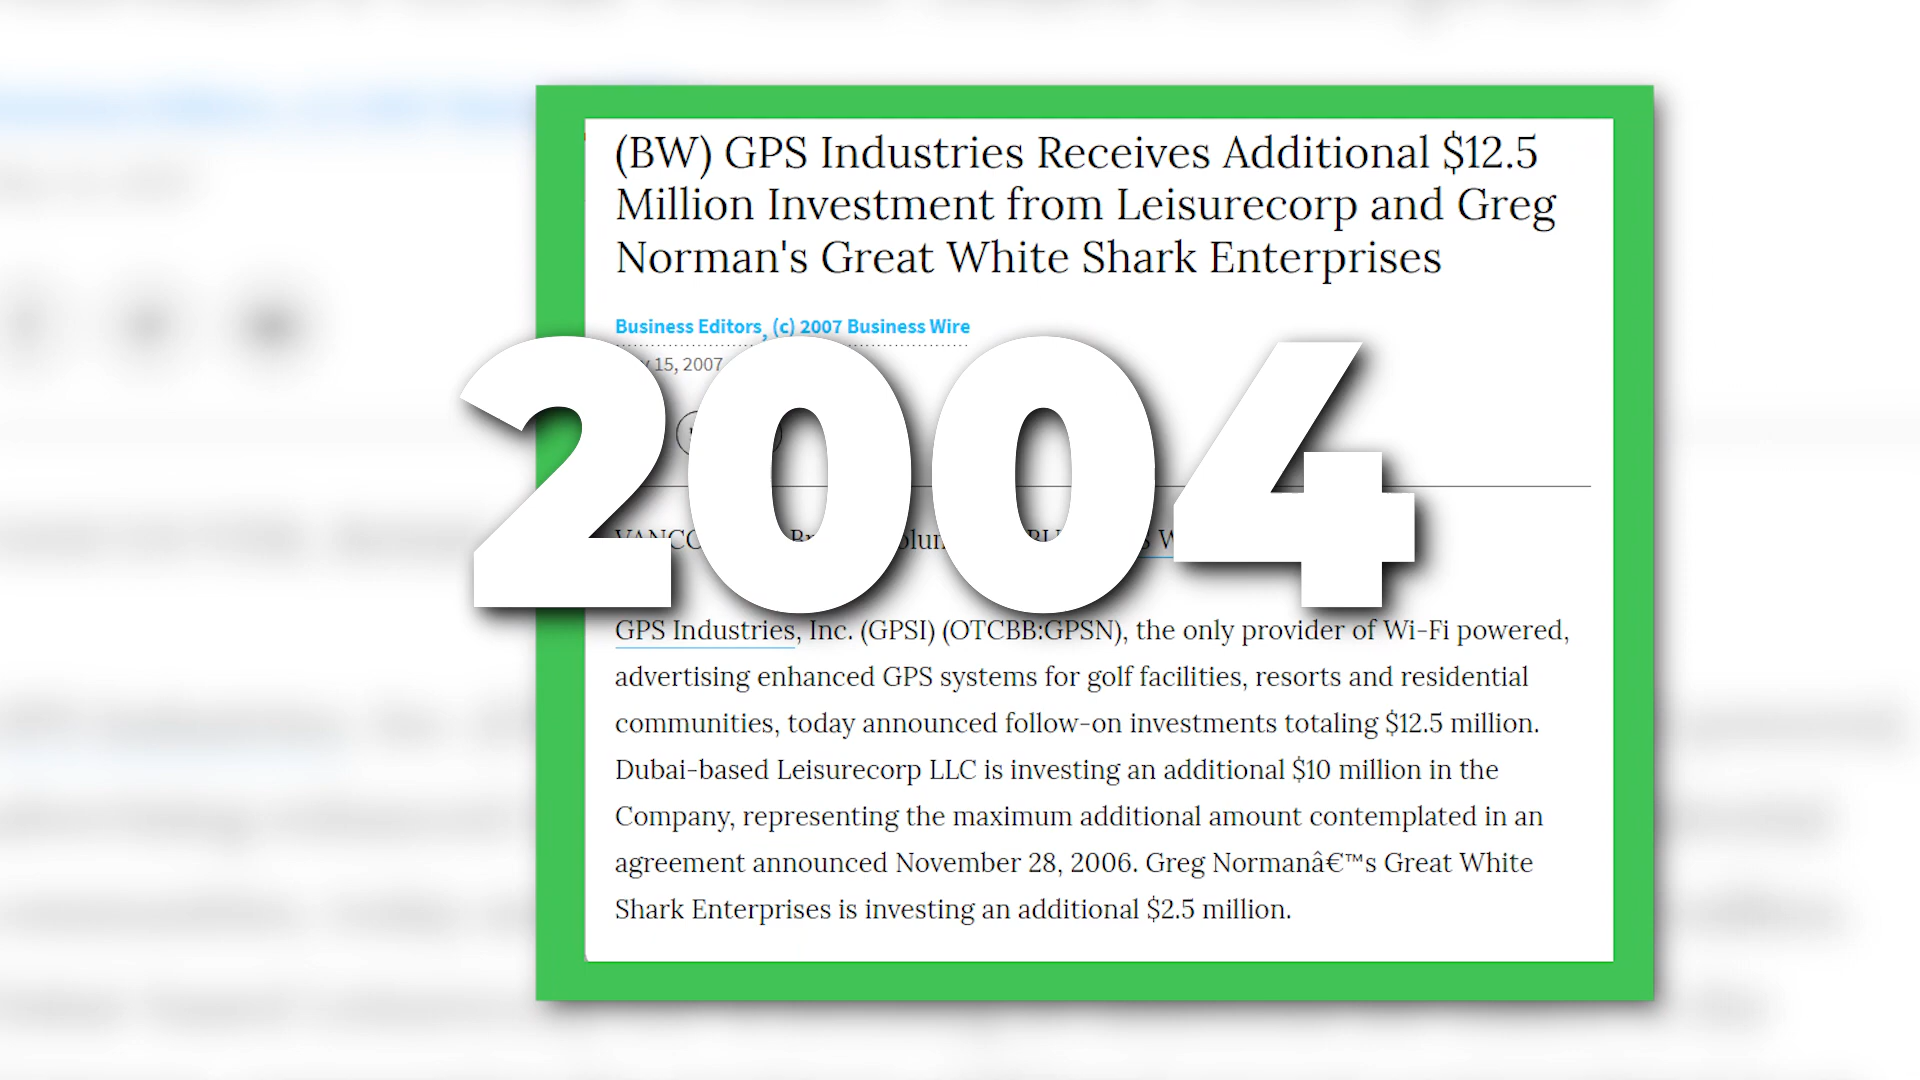 (BW) GPS Industries Receives Additional $12.5
Million Investment from Leisurecorp and Greg
Norman's Great White Shark Enterprises
Business Editors, (c) 2007 Business Wire
15, 2007
2004
GPS Industries, Inc. (GPSI) (OTCBB:GPSN), the only provider of Wi-Fi powered,
advertising enhanced GPS systems for golf facilities, resorts and residential
communities, today announced follow-on investments totaling $12.5 million.
Dubai-based Leisurecorp LLC is investing an additional $10 million in the
Company, representing the maximum additional amount contemplated in an
agreement announced November 28, 2006. Greg Normanâ€™s Great White
Shark Enterprises is investing an additional $2.5 million.